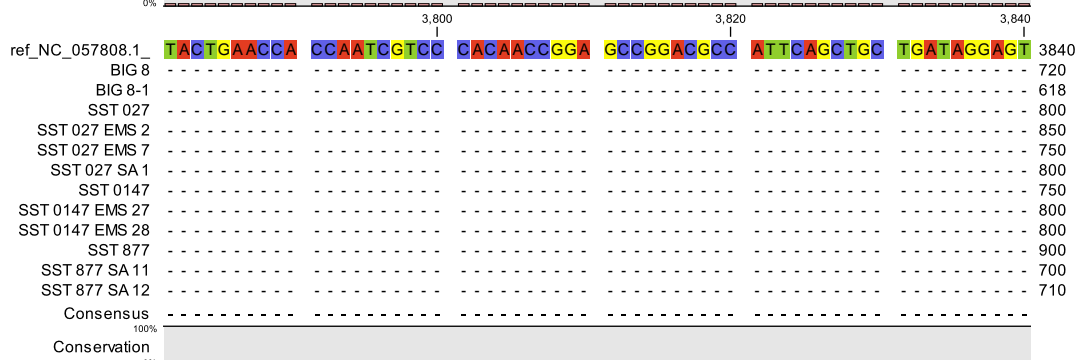 0%
3,800 3,820 3,840
ref_NC_057808.1_ TACTGAACCA CCAATCGTCC CACAACCGGA GCCGGACGCC ATTCAGCTGC TGATAGGAGT 3840
BIG 8 - - - - - - - - - - - - - - - - - - - - - - - - - - - - - - - - - - - - - - - - - - - - - - - - - - - - - - - - - - - - 720
BIG 8-1 - - - - - - - - - - - - - - - - - - - - - - - - - - - - - - - - - - - - - - - - - - - - - - - - - - - - - - - - - - - - 618
SST 027 - - - - - - - - - - - - - - - - - - - - - - - - - - - - - - - - - - - - - - - - - - - - - - - - - - - - - - - - - - - - 800
SST 027 EMS 2 - - - - - - - - - - - - - - - - - - - - - - - - - - - - - - - - - - - - - - - - - - - - - - - - - - - - - - - - - - - - 850
SST 027 EMS 7 - - - - - - - - - - - - - - - - - - - - - - - - - - - - - - - - - - - - - - - - - - - - - - - - - - - - - - - - - - - - 750
SST 027 SA 1 - - - - - - - - - - - - - - - - - - - - - - - - - - - - - - - - - - - - - - - - - - - - - - - - - - - - - - - - - - - - 800
SST 0147 - - - - - - - - - - - - - - - - - - - - - - - - - - - - - - - - - - - - - - - - - - - - - - - - - - - - - - - - - - - - 750
SST 0147 EMS 27 - - - - - - - - - - - - - - - - - - - - - - - - - - - - - - - - - - - - - - - - - - - - - - - - - - - - - - - - - - - - 800
SST 0147 EMS 28 - - - - - - - - - - - - - - - - - - - - - - - - - - - - - - - - - - - - - - - - - - - - - - - - - - - - - - - - - - - - 800
SST 877 - - - - - - - - - - - - - - - - - - - - - - - - - - - - - - - - - - - - - - - - - - - - - - - - - - - - - - - - - - - - 900
SST 877 SA 11 - - - - - - - - - - - - - - - - - - - - - - - - - - - - - - - - - - - - - - - - - - - - - - - - - - - - - - - - - - - - 700
SST 877 SA 12 - - - - - - - - - - - - - - - - - - - - - - - - - - - - - - - - - - - - - - - - - - - - - - - - - - - - - - - - - - - - 710
Consensus - - - - - - - - - - - - - - - - - - - - - - - - - - - - - - - - - - - - - - - - - - - - - - - - - - - - - - - - - - - -
100%
Conservation